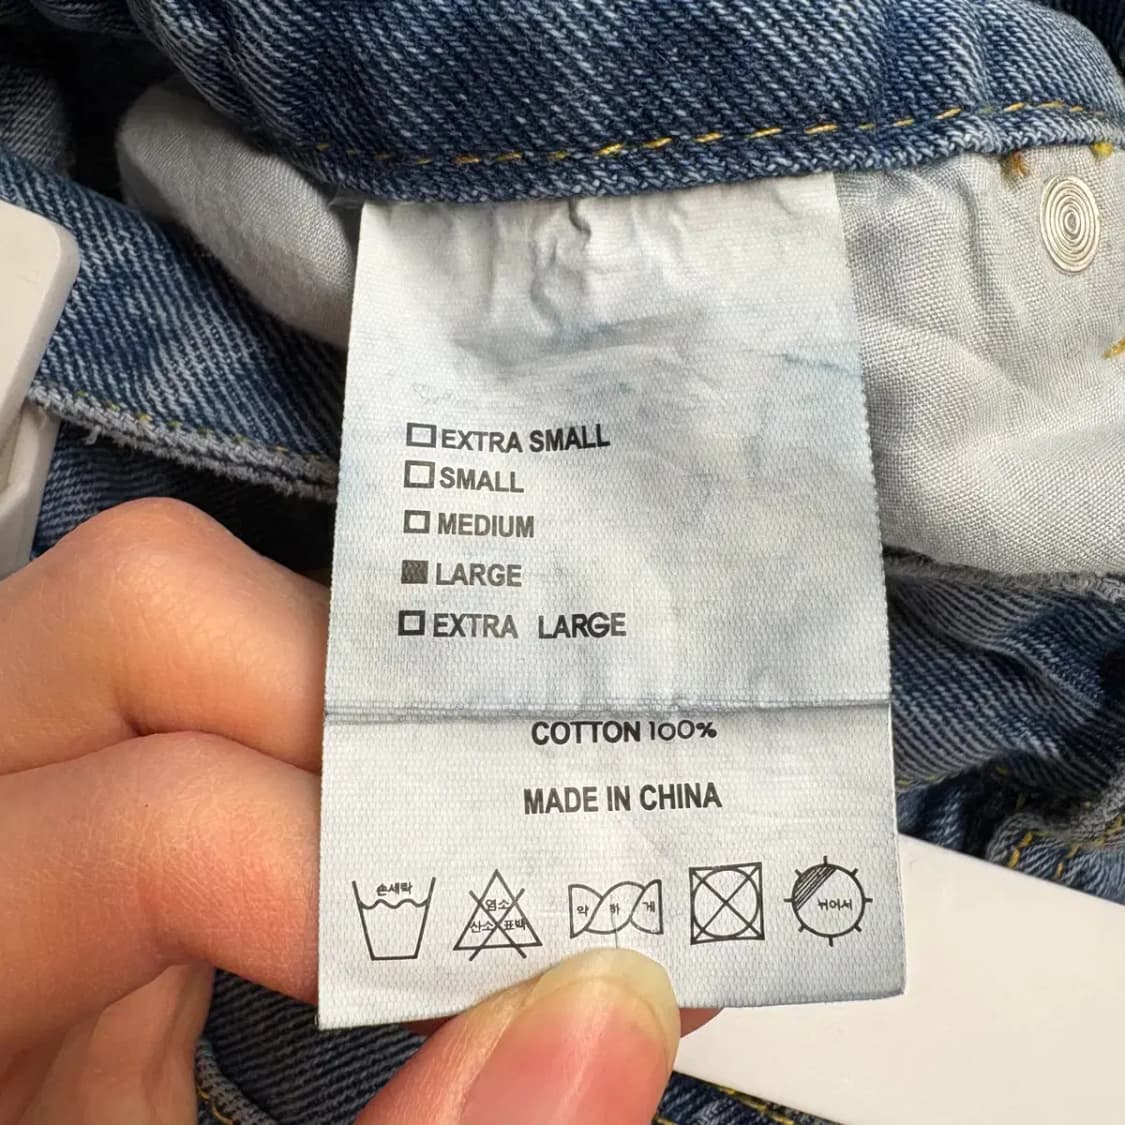 EXTRA SMALL
SMALL
MEDIUM
LARGE
EXTRA LARGE
COTTON 100%
MADE IN CHINA
손세탁
염소
산소 표백
약 하 게
뉘어서